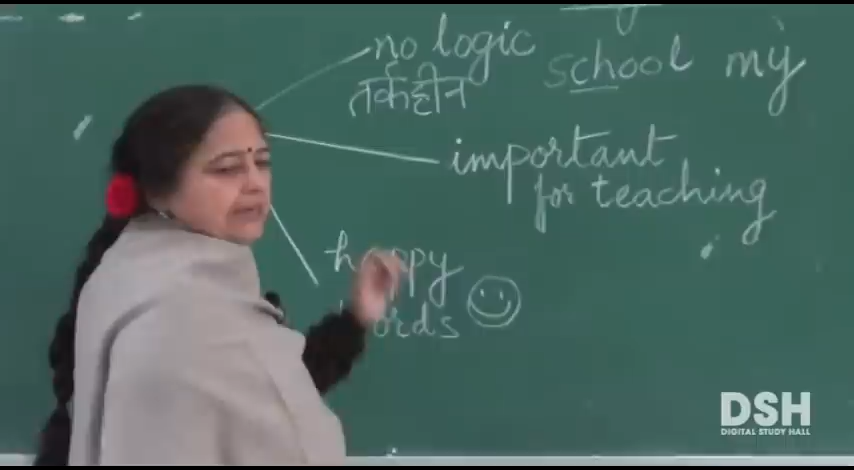 no logic
तर्कहीन
school my
important
for teaching
happy
words
DSH
DIGITAL STUDY HALL